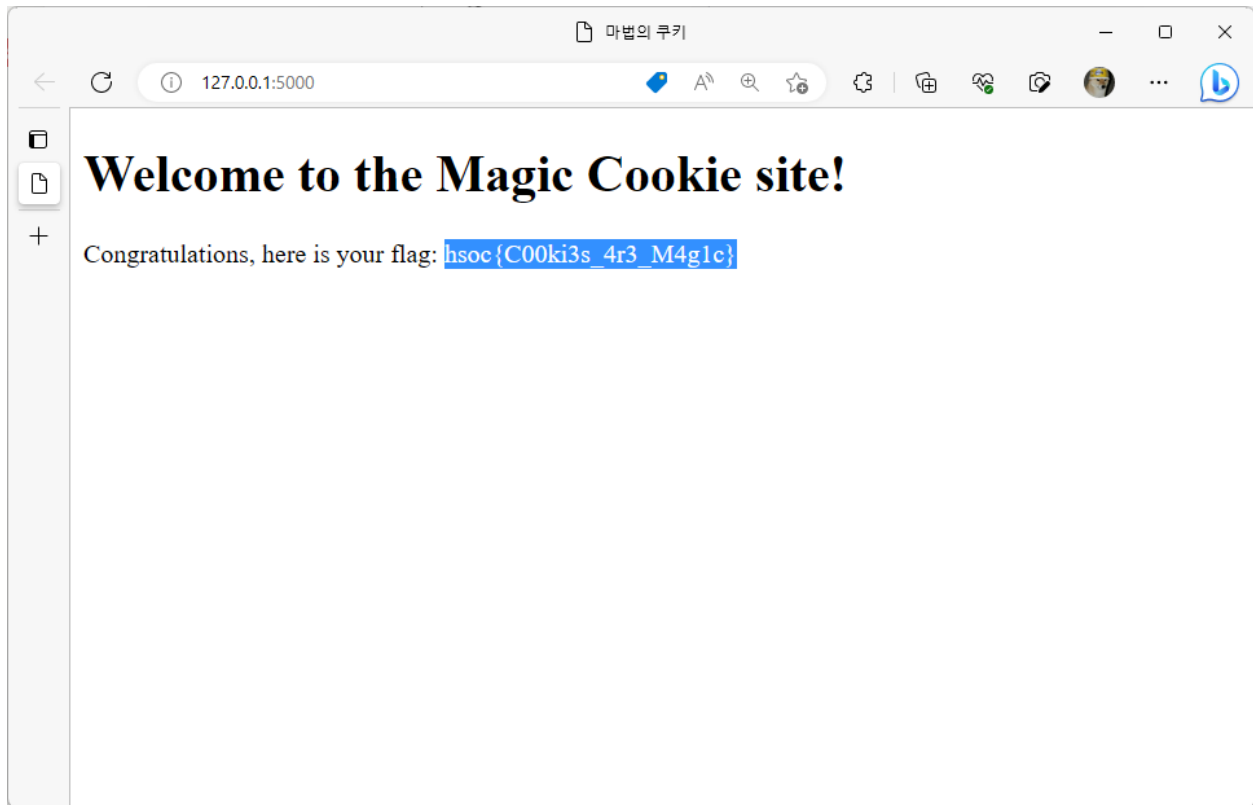 마법의 쿠키
127.0.0.1:5000
Welcome to the Magic Cookie site!
Congratulations, here is your flag: hsoc{C00ki3s_4r3_M4g1c}